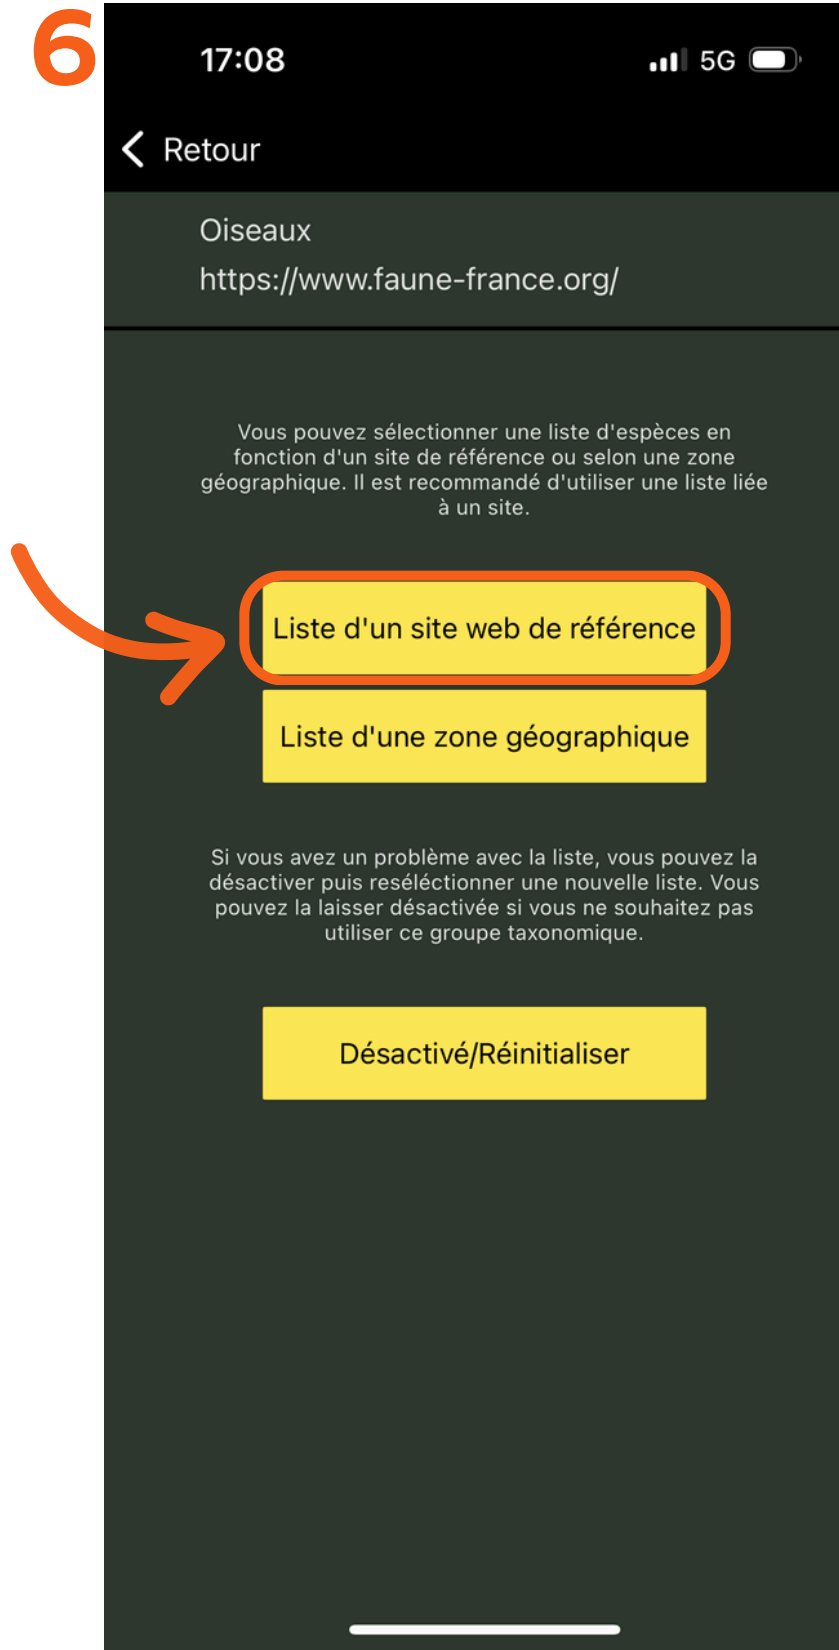 6
17:08
5G
Retour
Oiseaux
https://www.faune-france.org/
Vous pouvez sélectionner une liste d'espèces en
fonction d'un site de référence ou selon une zone
géographique. Il est recommandé d'utiliser une liste liée
à un site.
Liste d'un site web de référence
Liste d'une zone géographique
Si vous avez un problème avec la liste, vous pouvez la
désactiver puis reséléctionner une nouvelle liste. Vous
pouvez la laisser désactivée si vous ne souhaitez pas
utiliser ce groupe taxonomique.
Désactivé/Réinitialiser